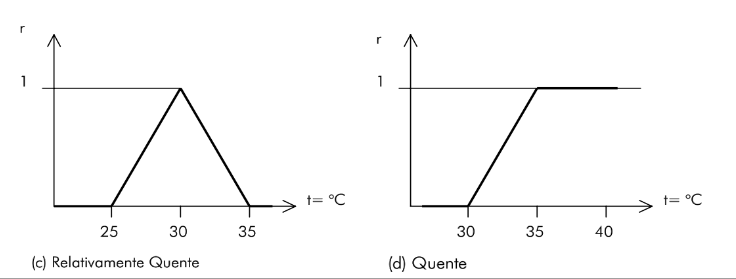 r
1
25 30 35
t= °C
(c) Relativamente Quente
r
1
30 35 40
t= °C
(d) Quente